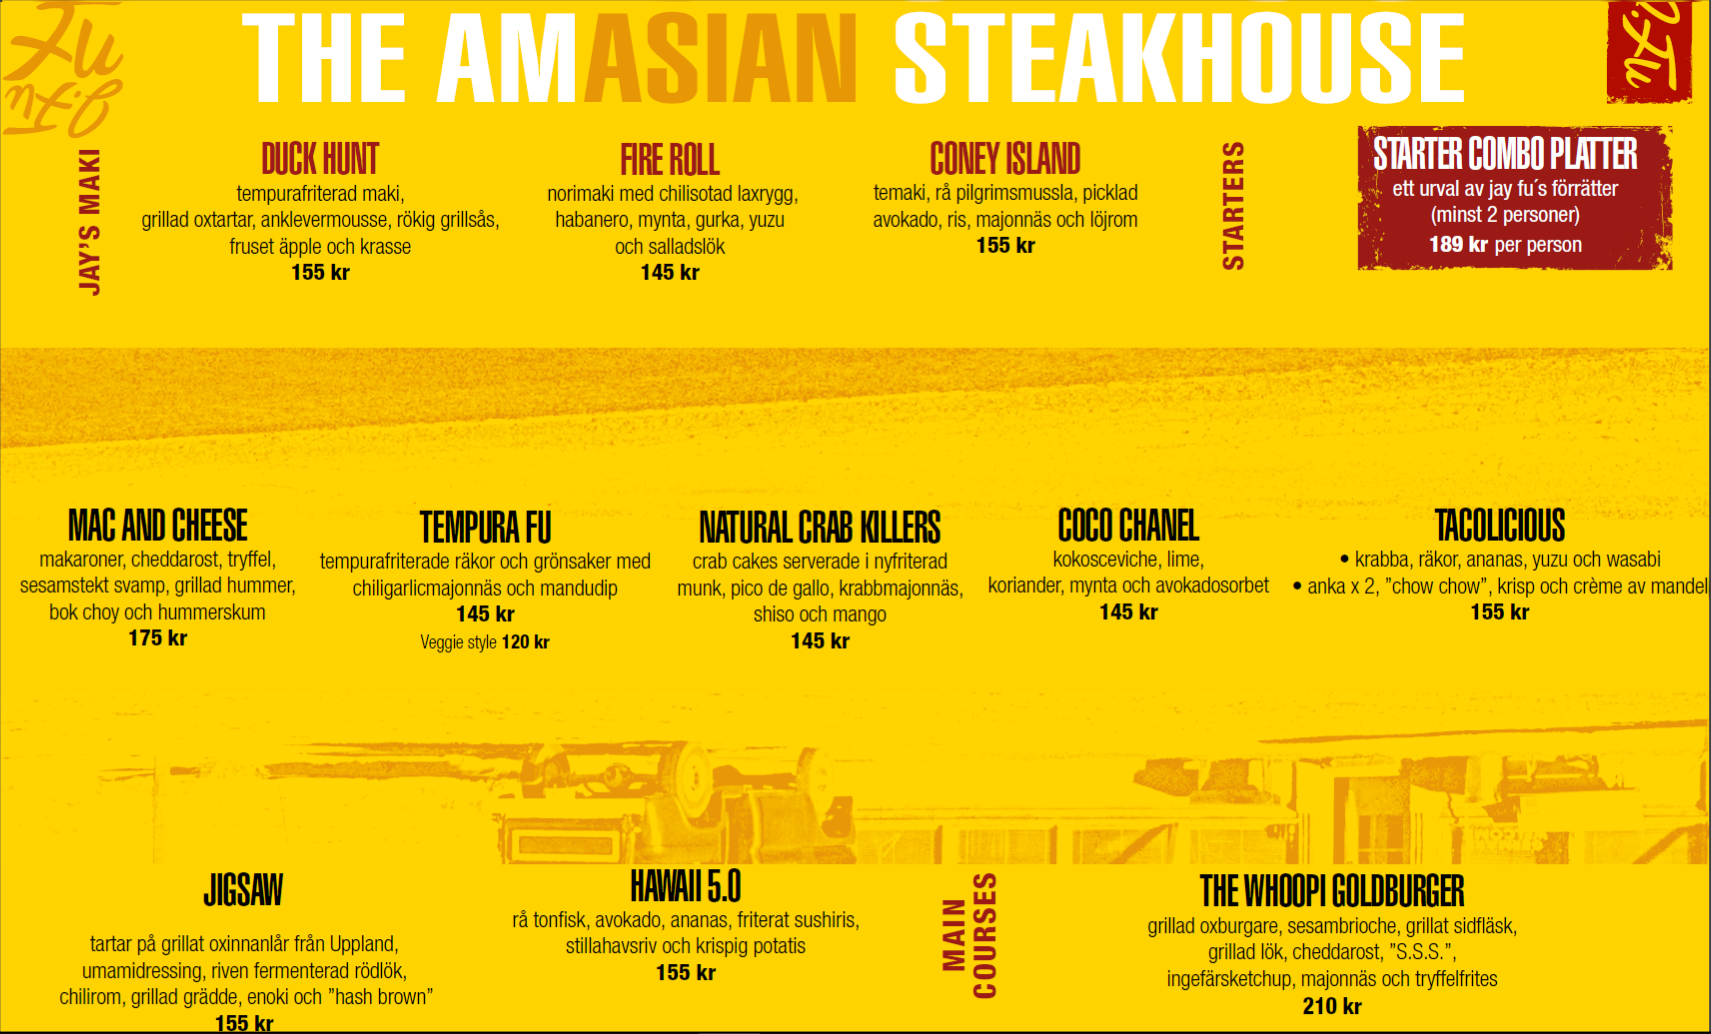 Fu
THE AMASIAN STEAKHOUSE
JAY'S MAKI
DUCK HUNT
tempurafriterad maki,
grillad oxtartar, anklevermousse, rökig grillsås,
fruset äpple och krasse
155 kr
FIRE ROLL
norimaki med chilisotad laxrygg,
habanero, mynta, gurka, yuzu
och salladslök
145 kr
CONEY ISLAND
temaki, rå pilgrimsmussla, picklad
avokado, ris, majonnäs och löjrom
155 kr
STARTERS
STARTER COMBO PLATTER
ett urval av jay fu´s förrätter
(minst 2 personer)
189 kr per person
MAC AND CHEESE
makaroner, cheddarost, tryffel,
sesamstekt svamp, grillad hummer,
bok choy och hummerskum
175 kr
TEMPURA FU
tempurafriterade räkor och grönsaker med
chiligarlicmajonnäs och mandudip
145 kr
Veggie style 120 kr
NATURAL CRAB KILLERS
crab cakes serverade i nyfriterad
munk, pico de gallo, krabbmajonnäs,
shiso och mango
145 kr
COCO CHANEL
kokosceviche, lime,
koriander, mynta och avokadosorbet
145 kr
TACOLICIOUS
• krabba, räkor, ananas, yuzu och wasabi
• anka x 2, ”chow chow”, krisp och crème av mandel
155 kr
JIGSAW
tartar på grillat oxinnanlår från Uppland,
umamidressing, riven fermenterad rödlök,
chilirom, grillad grädde, enoki och ”hash brown”
155 kr
HAWAII 5.0
rå tonfisk, avokado, ananas, friterat sushiris,
stillahavsriv och krispig potatis
155 kr
MAIN
COURSES
THE WHOOPI GOLDBURGER
grillad oxburgare, sesambrioche, grillat sidfläsk,
grillad lök, cheddarost, ”S.S.S.”,
ingefärsketchup, majonnäs och tryffelfrites
210 kr